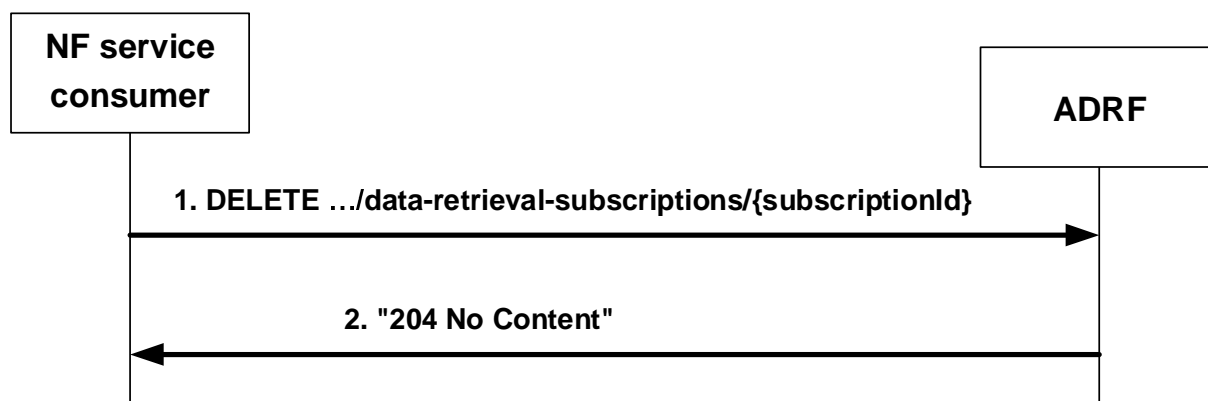 NF service
consumer
ADRF
1. DELETE …/data-retrieval-subscriptions/{subscriptionId}
2. "204 No Content"